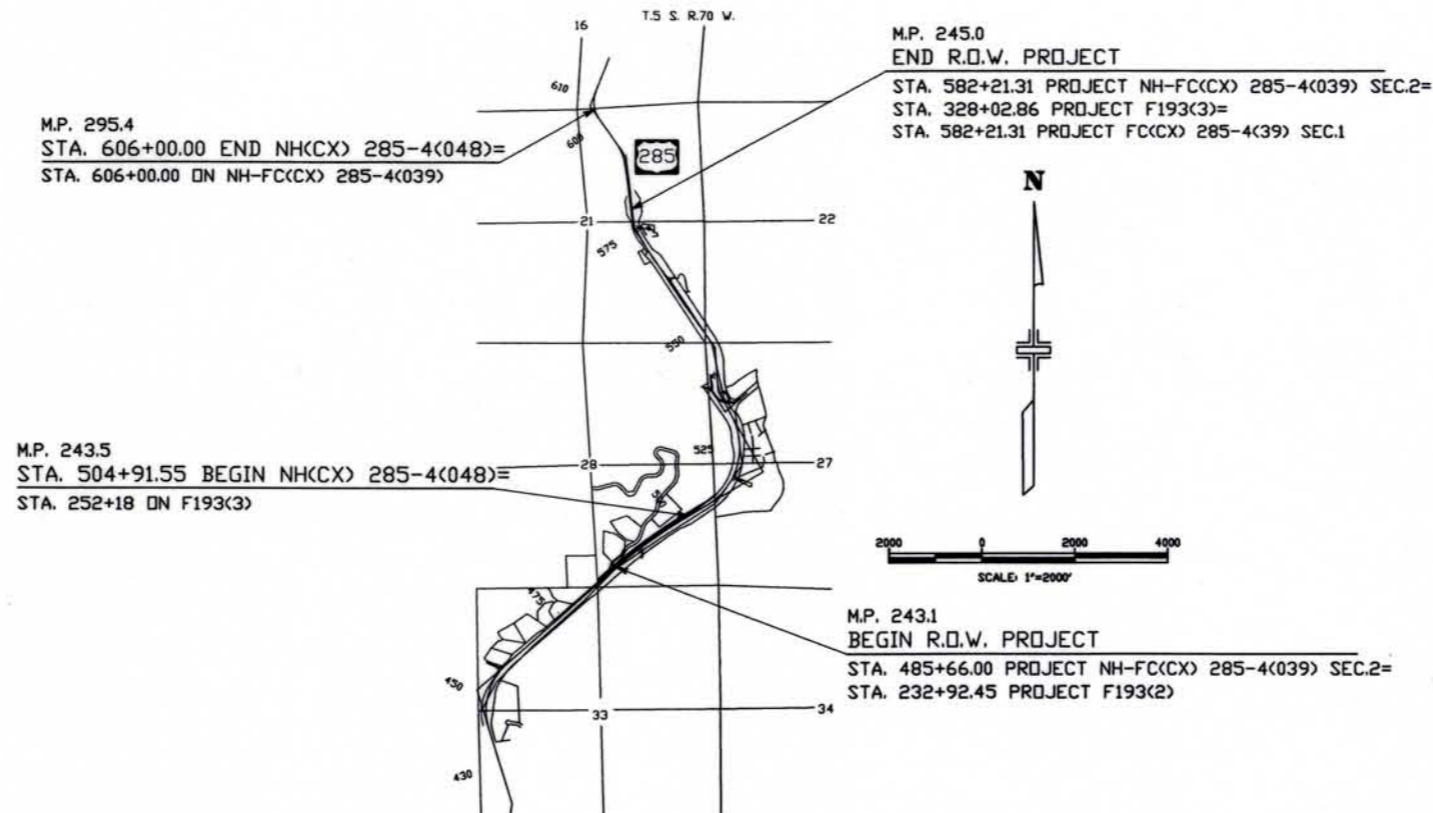 T.5 S. R.70 W.
16
M.P. 245.0
END R.O.W. PROJECT
STA. 582+21.31 PROJECT NH-FC(CX) 285-4(039) SEC.2=
STA. 328+02.86 PROJECT F193(3)=
STA. 582+21.31 PROJECT FC(CX) 285-4(39) SEC.1
610
M.P. 295.4
STA. 606+00.00 END NH(CX) 285-4(048)=
STA. 606+00.00 ON NH-FC(CX) 285-4(039)
600
285
N
21
22
575
550
M.P. 243.5
STA. 504+91.55 BEGIN NH(CX) 285-4(048)=
STA. 252+18 ON F193(3)
525
28
27
500
2000 0 2000 4000
SCALE: 1"=2000'
475
M.P. 243.1
BEGIN R.O.W. PROJECT
STA. 485+66.00 PROJECT NH-FC(CX) 285-4(039) SEC.2=
STA. 232+92.45 PROJECT F193(2)
450
33
34
430